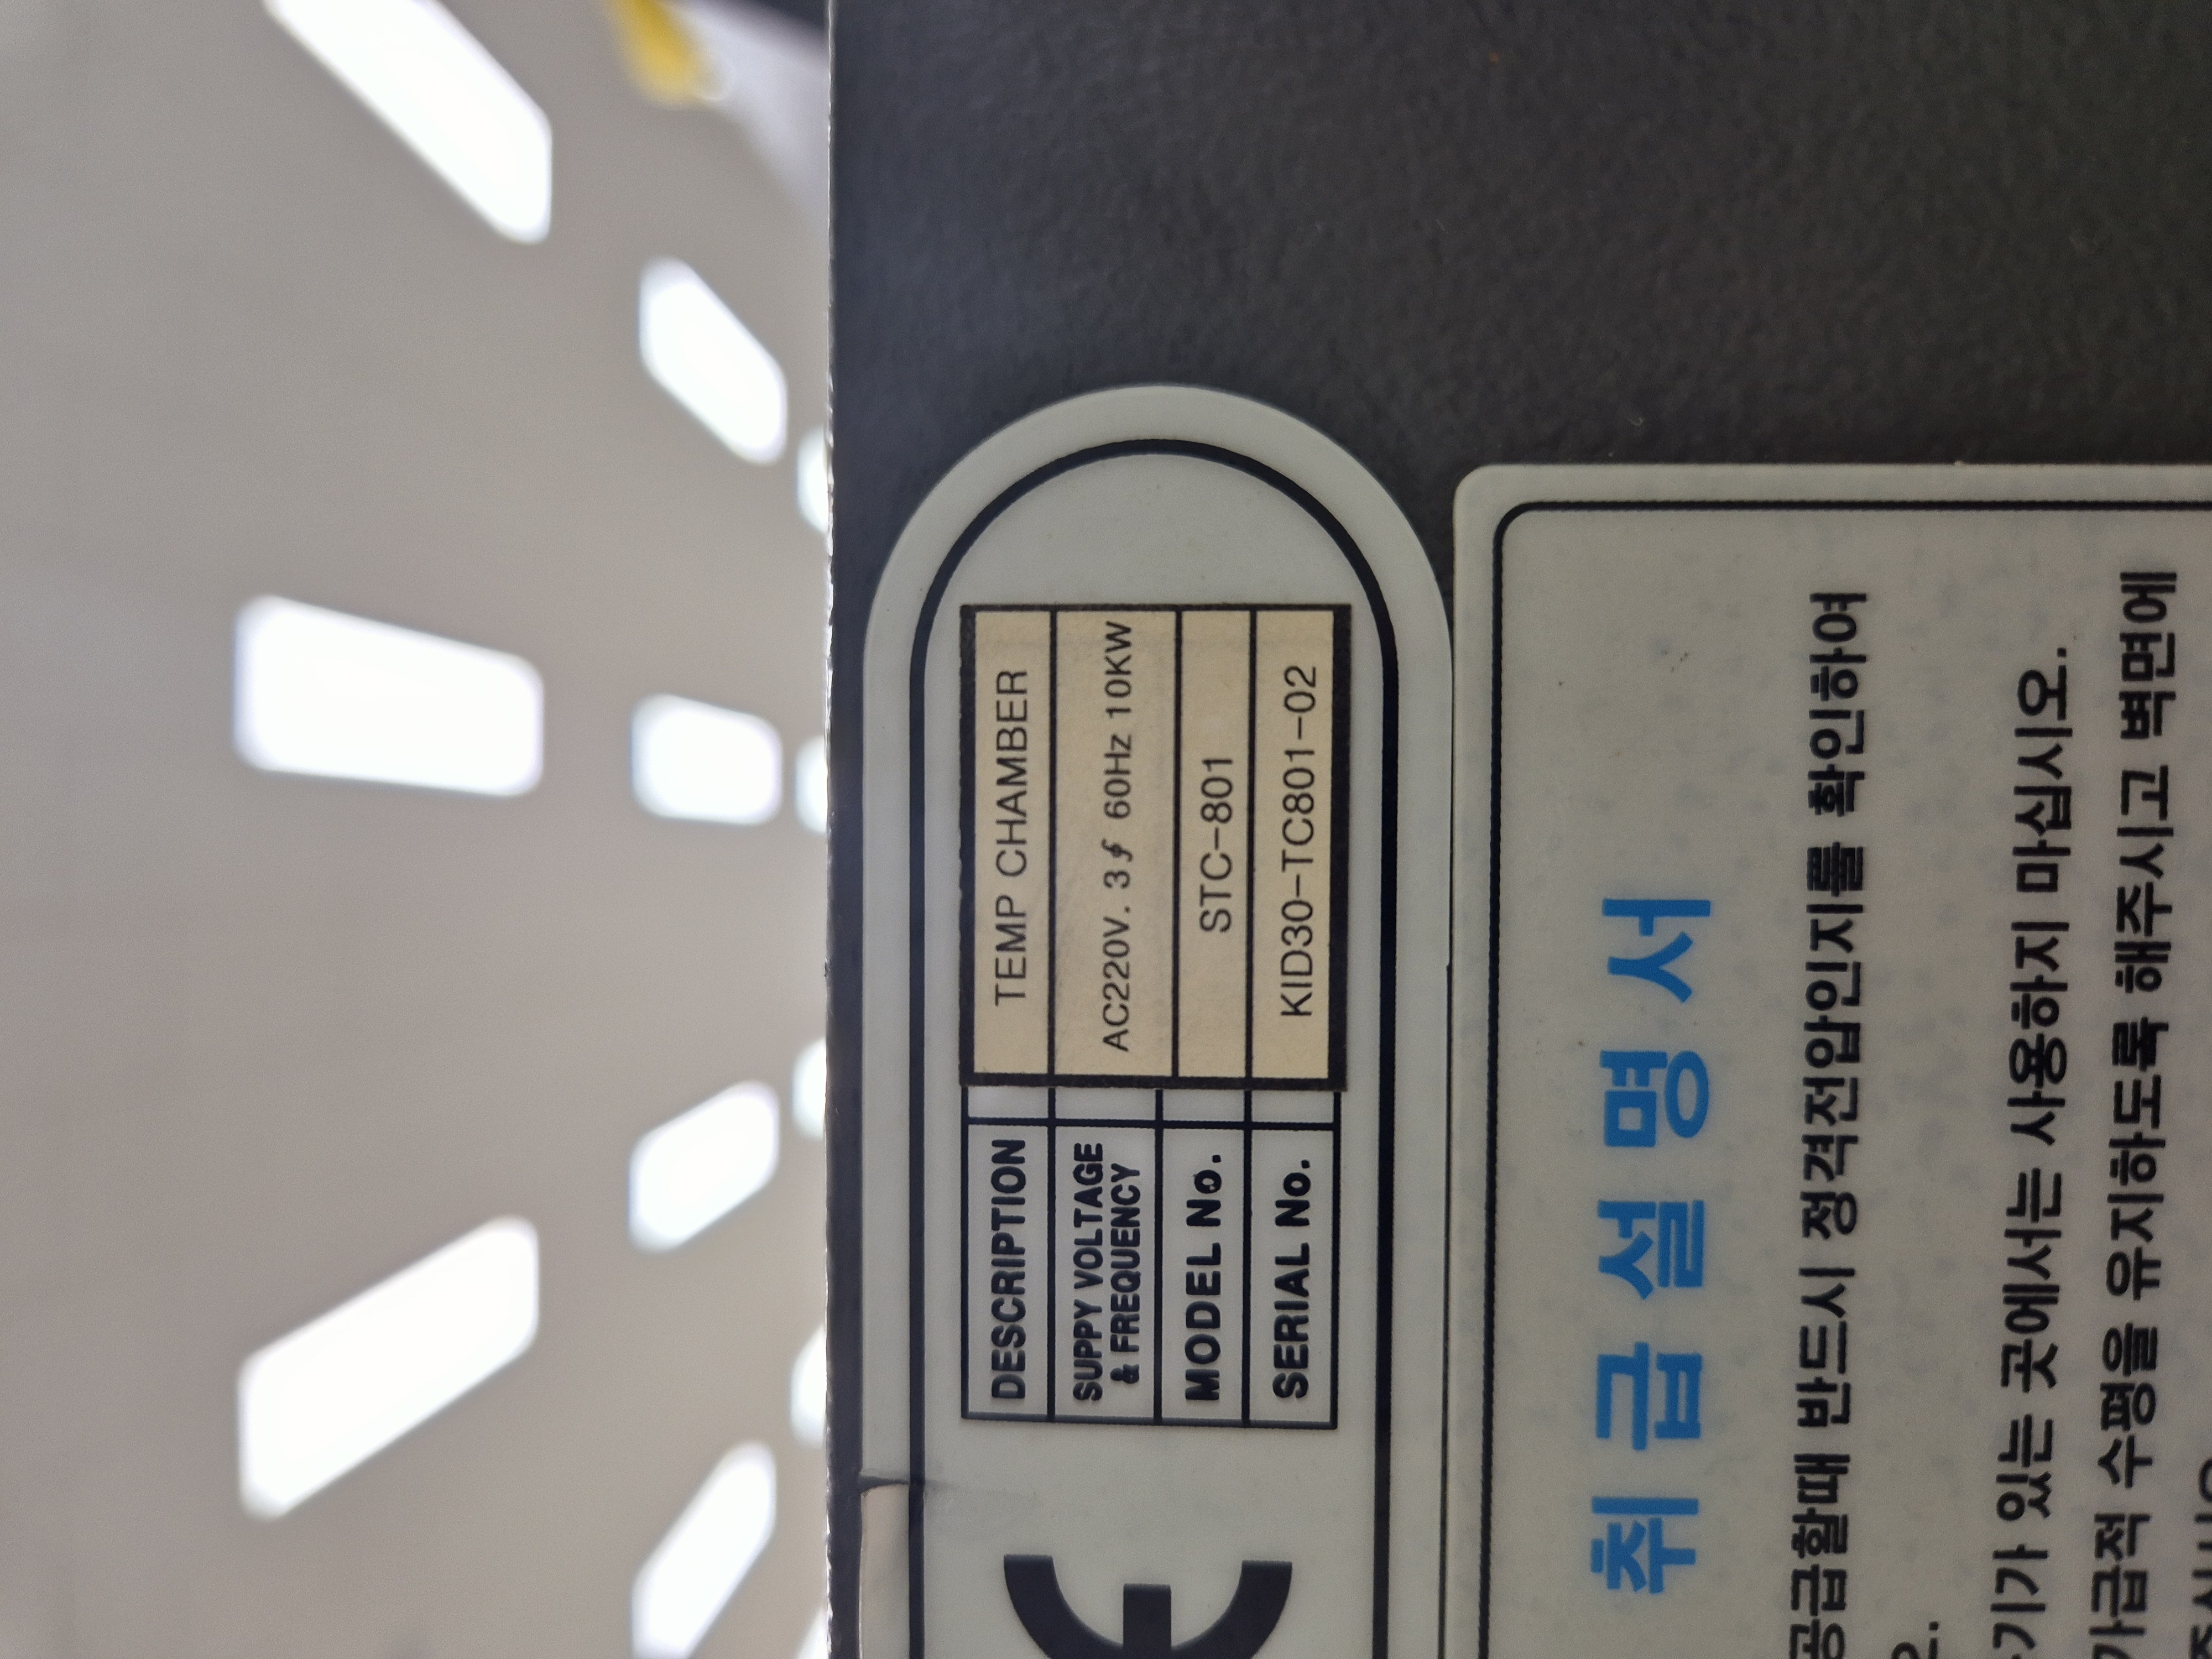 DESCRIPTION TEMP CHAMBER
SUPPY VOLTAGE & FREQUENCY AC220V. 3∮ 60Hz 10KW
MODEL No. STC-801
SERIAL No. KID30-TC801-02
취급설명서
공급할때 반드시 정격전압인지를 확인하여
오.
기가 있는 곳에서는 사용하지 마십시오.
가급적 수평을 유지하도록 해주시고 벽면에